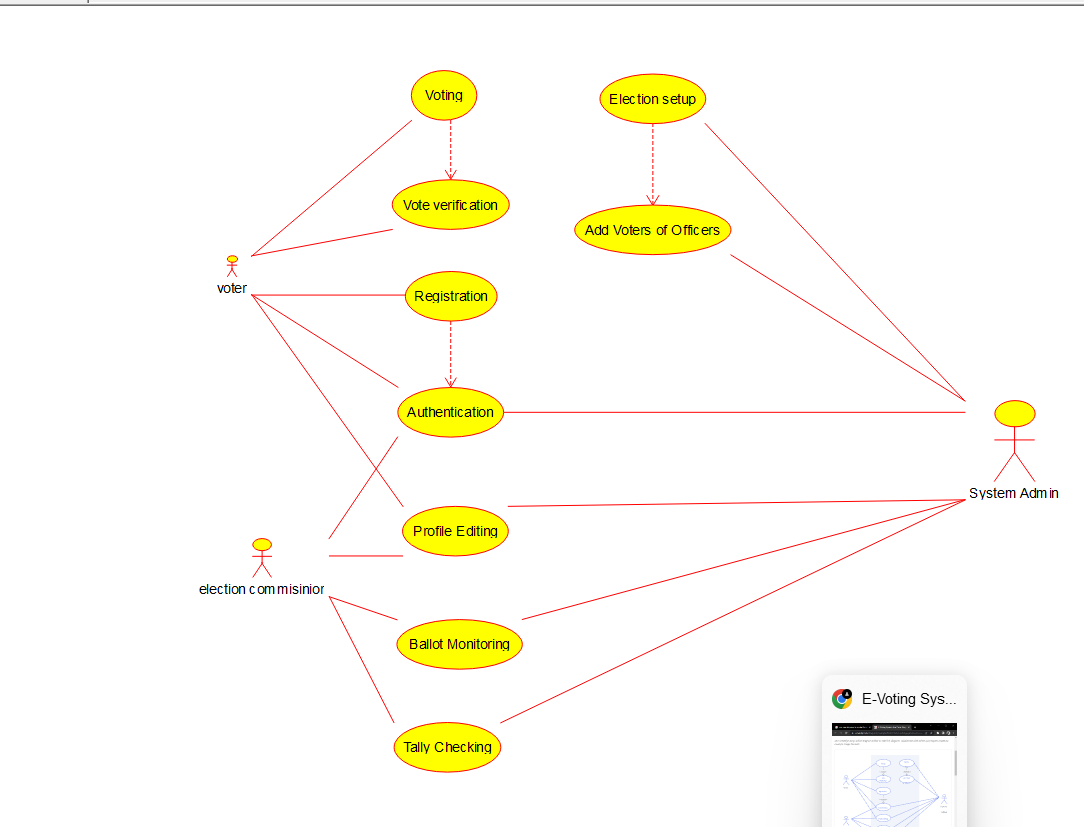 Voting
Election setup
Vote verification
Add Voters of Officers
voter
Registration
Authentication
System Admin
Profile Editing
election commisinior
Ballot Monitoring
E-Voting Sys...
Tally Checking